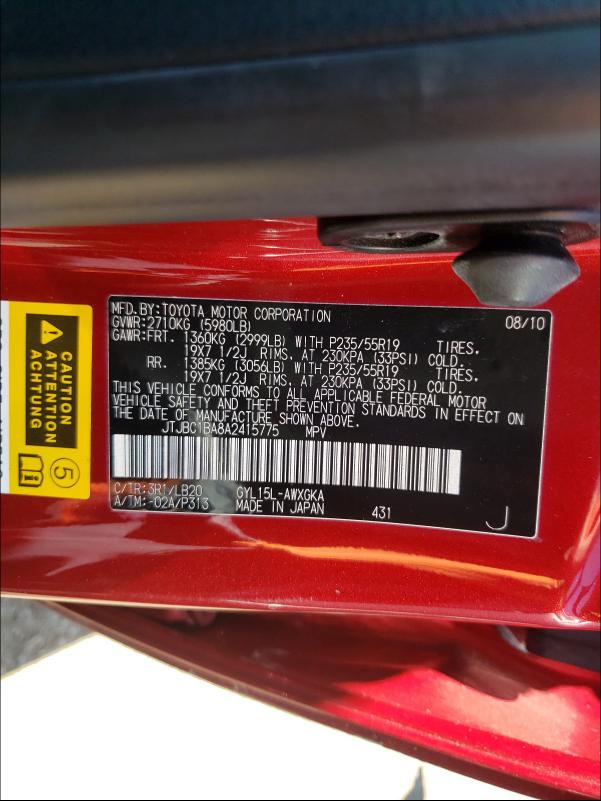 MFD.BY:TOYOTA MOTOR CORPORATION 08/10
GVWR:2710KG (5980LB)
GAWR:FRT. 1360KG (2999LB) WITH P235/55R19 TIRES.
19X7 1/2J RIMS. AT 230KPA (33PSI) COLD.
RR. 1385KG (3056LB) WITH P235/55R19 TIRES.
19X7 1/2J RIMS. AT 230KPA (33PSI) COLD.
THIS VEHICLE CONFORMS TO ALL APPLICABLE FEDERAL MOTOR
VEHICLE SAFETY AND THEFT PREVENTION STANDARDS IN EFFECT ON
THE DATE OF MANUFACTURE SHOWN ABOVE.
JTJBC1BA8A2415775 MPV
C/TR:3R1/LB20 GYL15L-AWXGKA
A/TM:-02A/P313 MADE IN JAPAN 431 J
CAUTION
ATTENTION
ACHTUNG
5